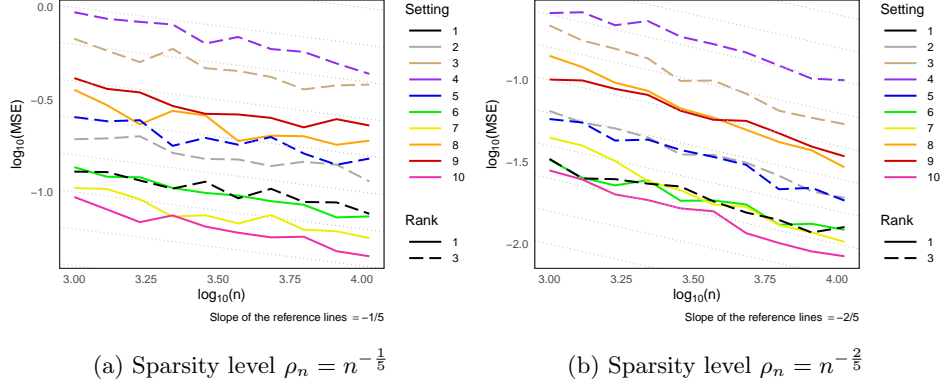 0.0
−0.5
−1.0
log10(MSE)
3.00 3.25 3.50 3.75 4.00
log10(n)
Slope of the reference lines = −1/5
Setting
1
2
3
4
5
6
7
8
9
10
Rank
1
3
(a) Sparsity level ρₙ = n^{−1/5}
−1.0
−1.5
−2.0
log10(MSE)
3.00 3.25 3.50 3.75 4.00
log10(n)
Slope of the reference lines = −2/5
Setting
1
2
3
4
5
6
7
8
9
10
Rank
1
3
(b) Sparsity level ρₙ = n^{−2/5}